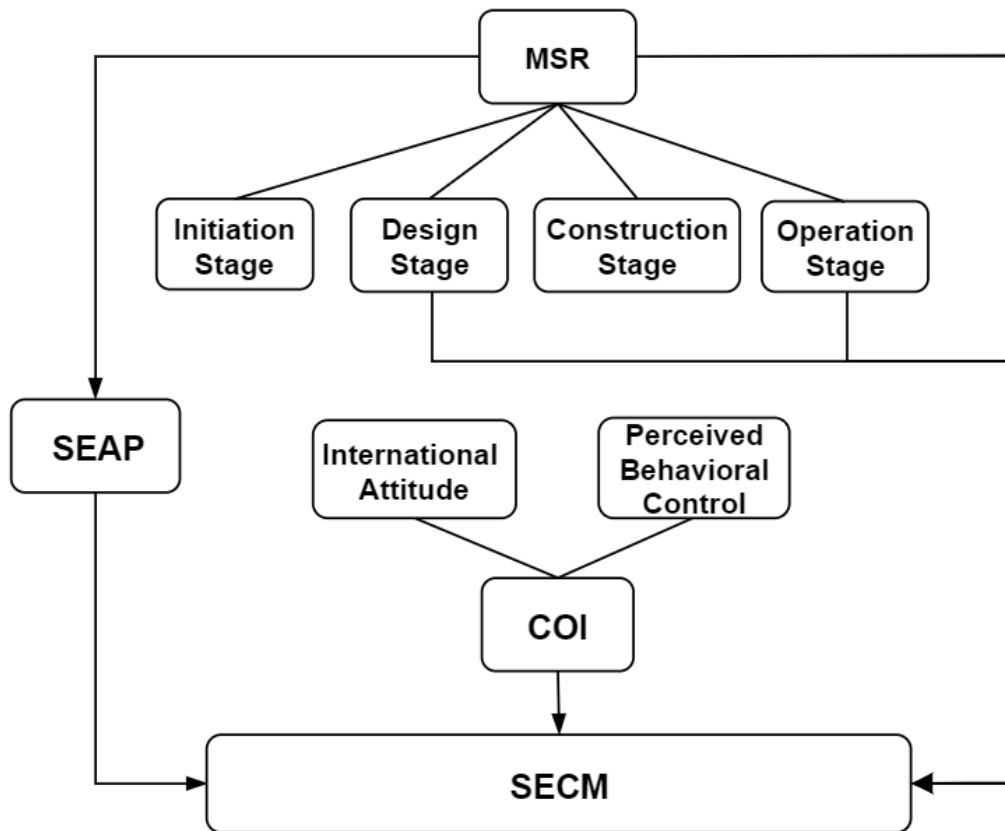 MSR
Initiation
Stage
Design
Stage
Construction
Stage
Operation
Stage
SEAP
International
Attitude
Perceived
Behavioral
Control
COI
SECM